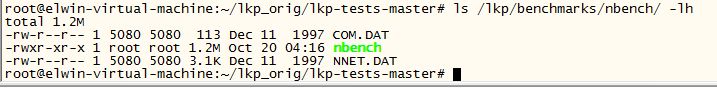 root@elwin-virtual-machine:~/lkp_orig/lkp-tests-master# ls /lkp/benchmarks/nbench/ -lh
total 1.2M
-rw-r--r-- 1 5080 5080  113 Dec 11  1997 COM.DAT
-rwxr-xr-x 1 root root 1.2M Oct 20 04:16 nbench
-rw-r--r-- 1 5080 5080 3.1K Dec 11  1997 NNET.DAT
root@elwin-virtual-machine:~/lkp_orig/lkp-tests-master#